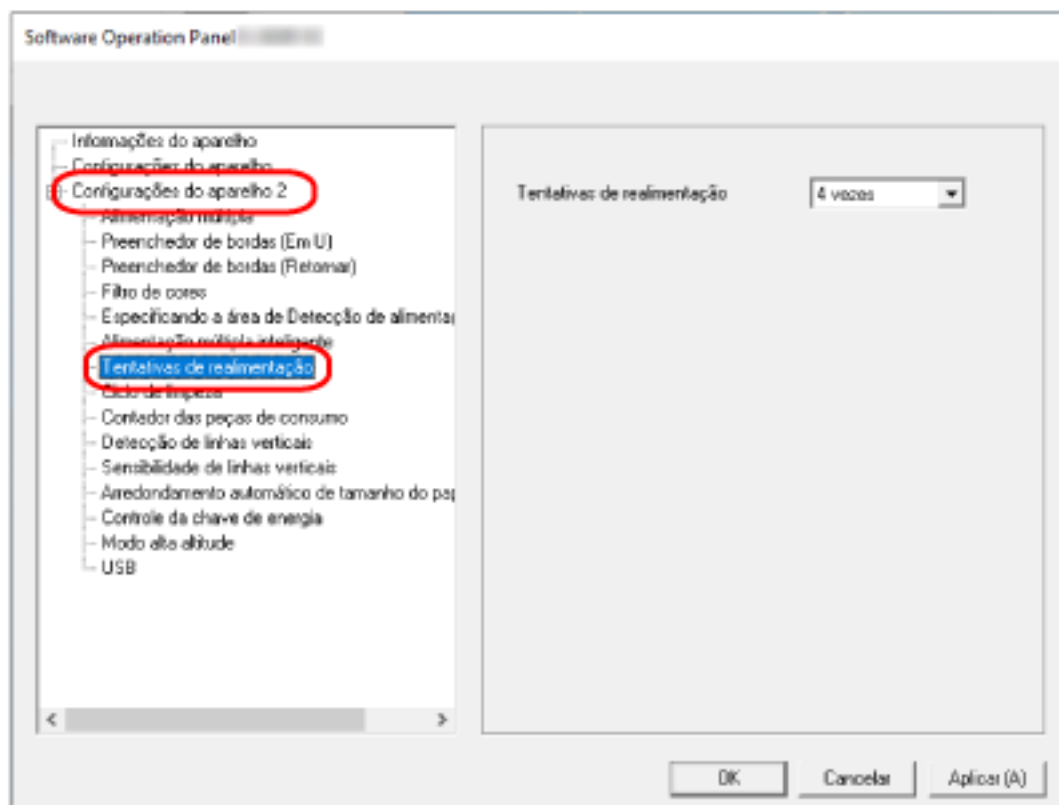 Software Operation Panel
Informações do aparelho
Configurações do aparelho
Configurações do aparelho 2
Alimentação múltipla
Preenchedor de bordas (Em U)
Preenchedor de bordas (Retornar)
Filtro de cores
Especificando a área de Detecção de alimenta
Alimentação múltipla inteligente
Tentativas de realimentação
Ciclo de limpeza
Contador das peças de consumo
Detecção de linhas verticais
Sensibilidade de linhas verticais
Arredondamento automático de tamanho do pap
Controle da chave de energia
Modo alta altitude
USB
Tentativas de realimentação
4 vezes
OK
Cancelar
Aplicar (A)